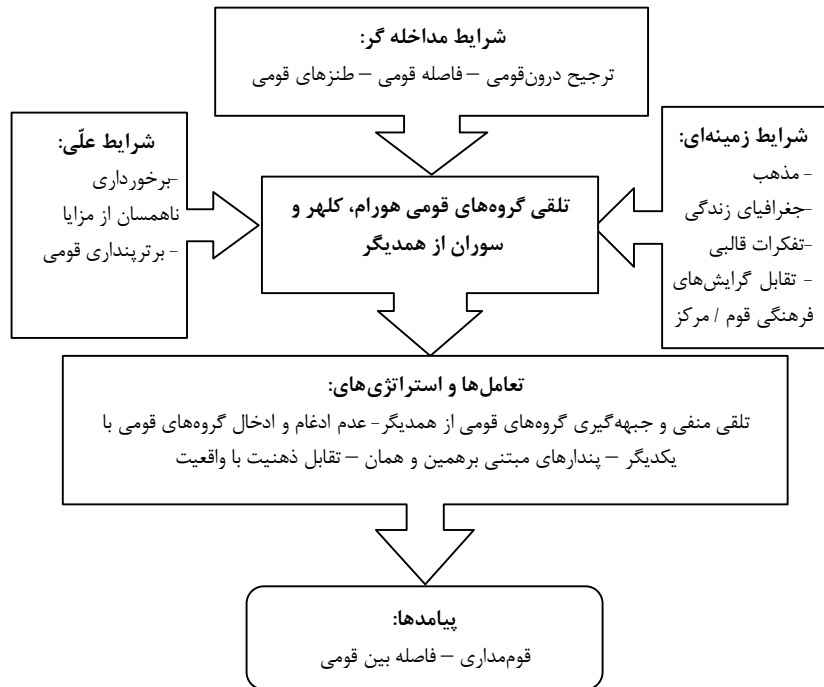 شرایط مداخله گر:
ترجیح درون‌قومی – فاصله قومی – طنزهای قومی
شرایط زمینه‌ای:
- مذهب
-جغرافیای زندگی
-تفکرات قالبی
- تقابل گرایش‌های
فرهنگی قوم / مرکز
تلقی گروه‌های قومی هورام، کلهر و
سوران از همدیگر
شرایط علّی:
-برخورداری
ناهمسان از مزایا
- برترپنداری قومی
تعامل‌ها و استراتژی‌های:
تلقی منفی و جبهه‌گیری گروه‌های قومی از همدیگر- عدم ادغام و ادخال گروه‌های قومی با
یکدیگر – پندارهای مبتنی برهمین و همان – تقابل ذهنیت با واقعیت
پیامدها:
قوم‌مداری – فاصله بین قومی